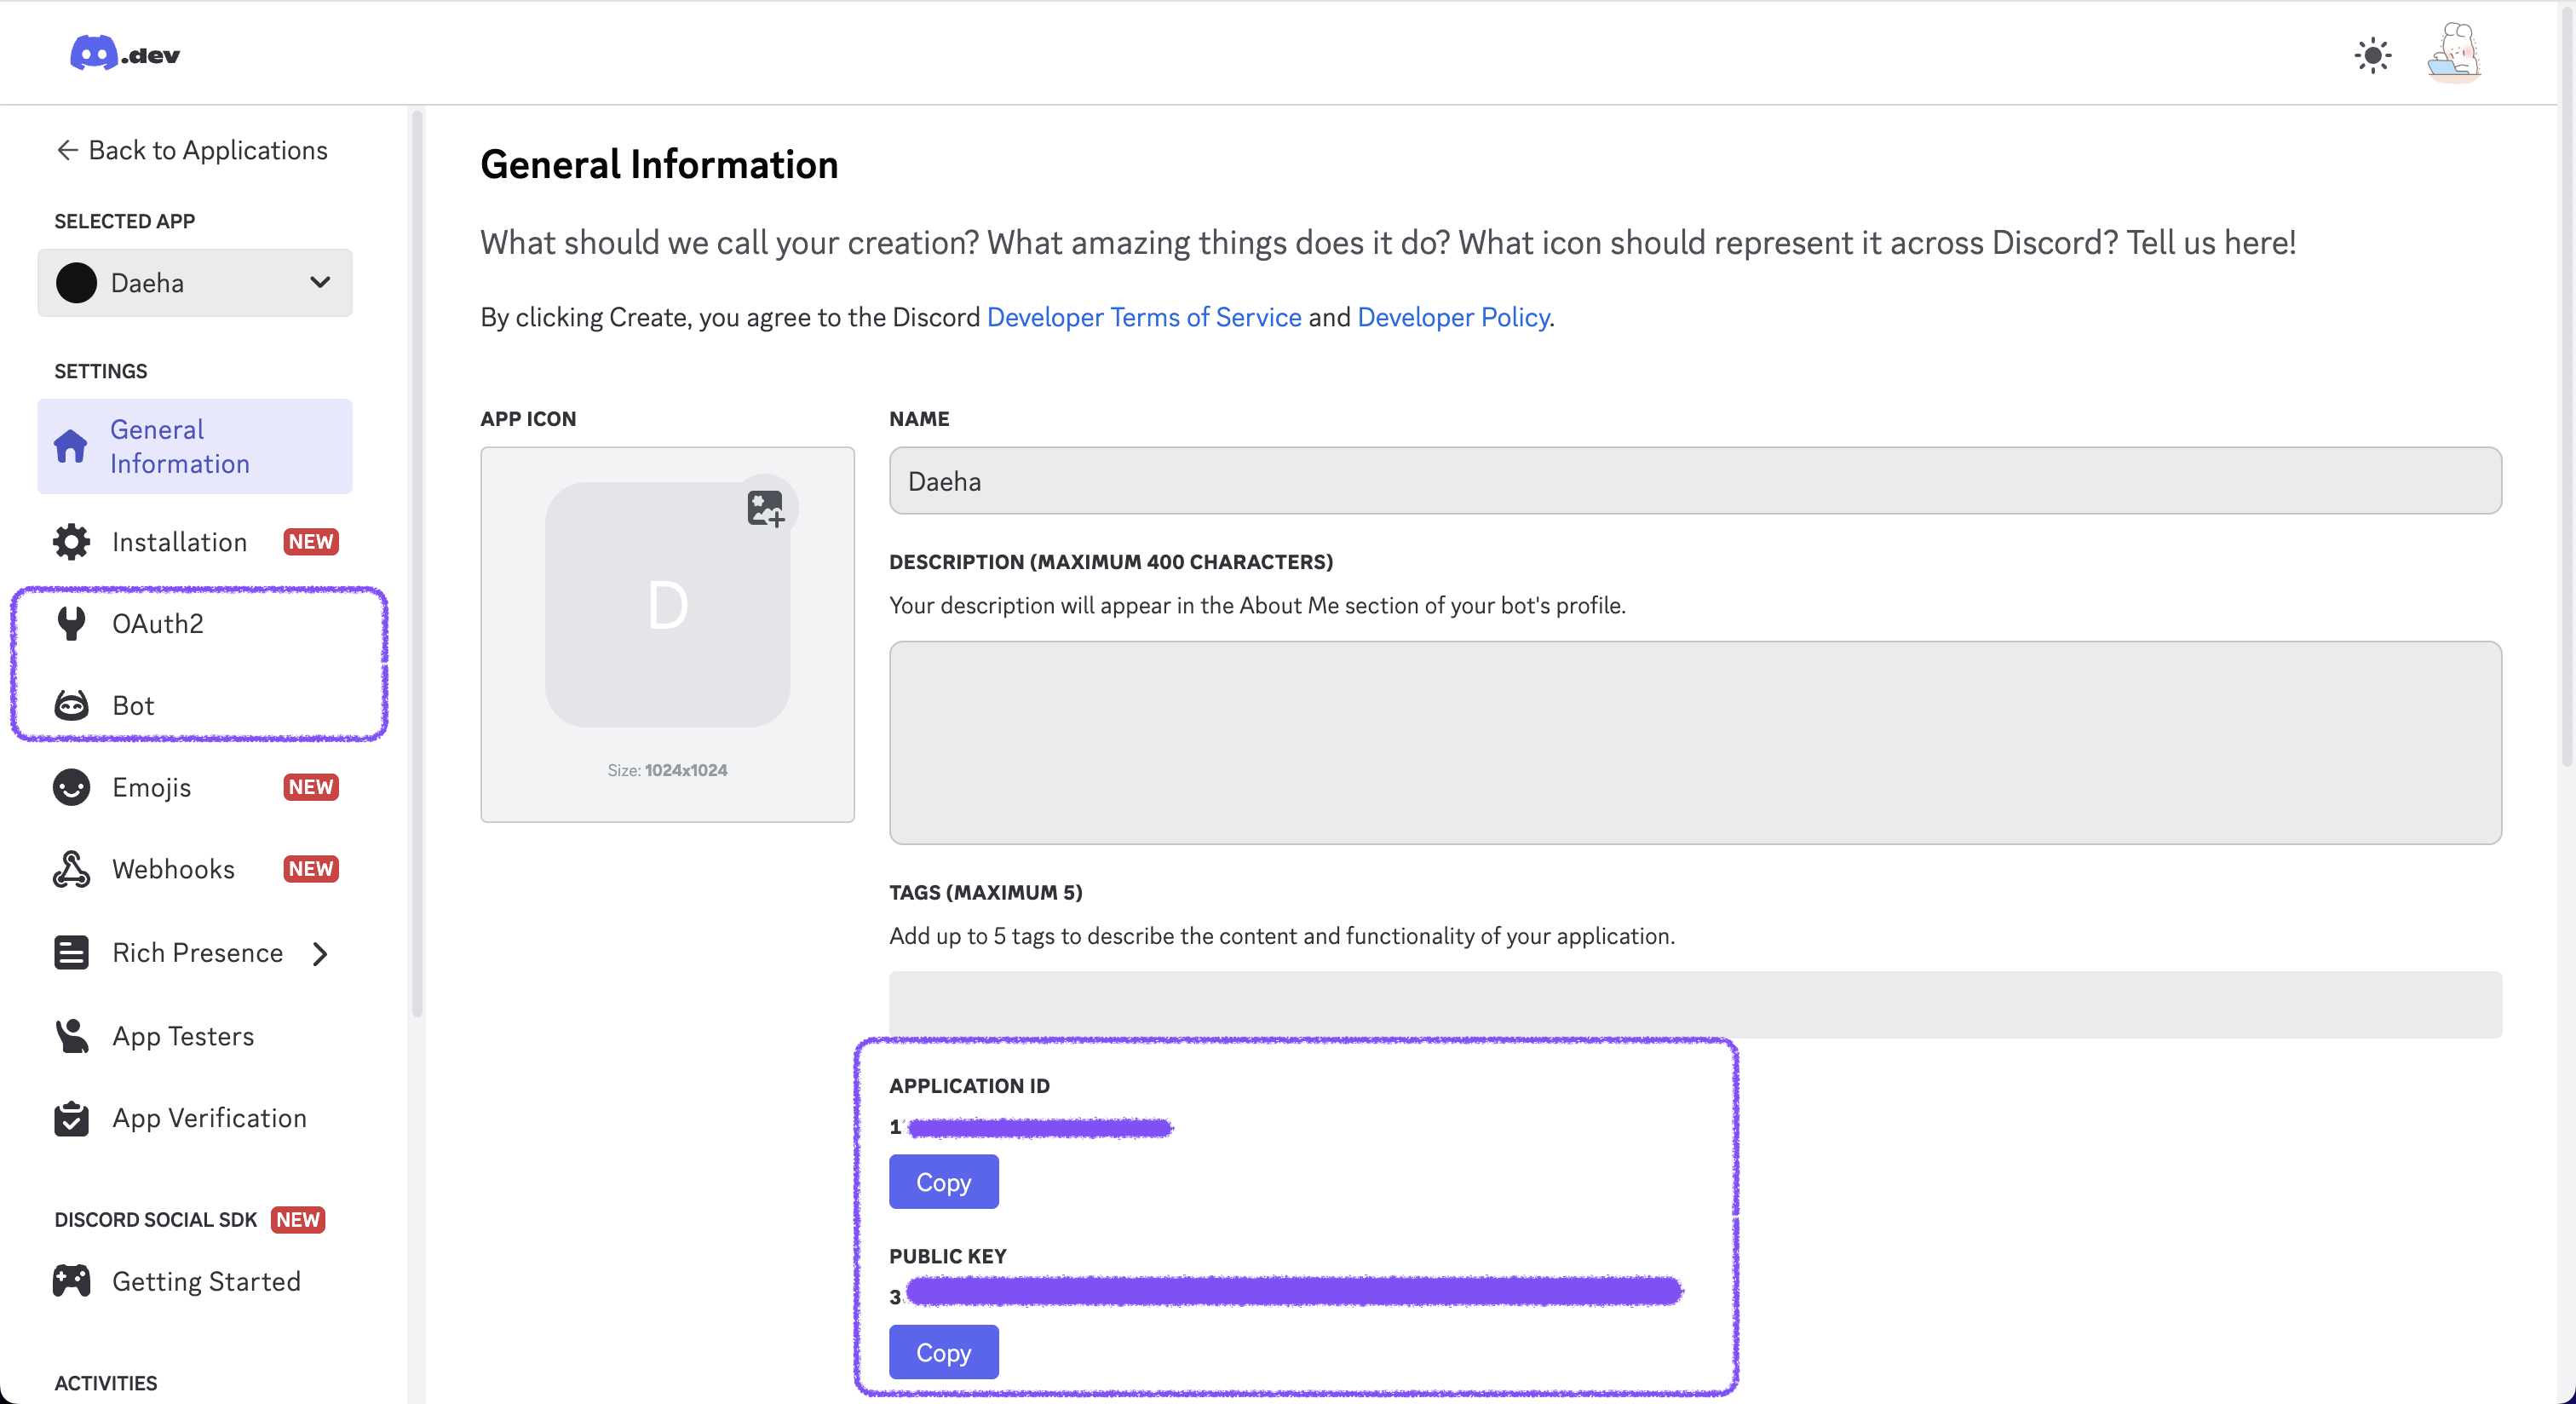 .dev
Back to Applications
SELECTED APP
Daeha
SETTINGS
General
Information
Installation NEW
OAuth2
Bot
Emojis NEW
Webhooks NEW
Rich Presence
App Testers
App Verification
DISCORD SOCIAL SDK NEW
Getting Started
ACTIVITIES
General Information
What should we call your creation? What amazing things does it do? What icon should represent it across Discord? Tell us here!
By clicking Create, you agree to the Discord Developer Terms of Service and Developer Policy.
APP ICON
D
Size: 1024x1024
NAME
Daeha
DESCRIPTION (MAXIMUM 400 CHARACTERS)
Your description will appear in the About Me section of your bot's profile.
TAGS (MAXIMUM 5)
Add up to 5 tags to describe the content and functionality of your application.
APPLICATION ID
1
Copy
PUBLIC KEY
3
Copy